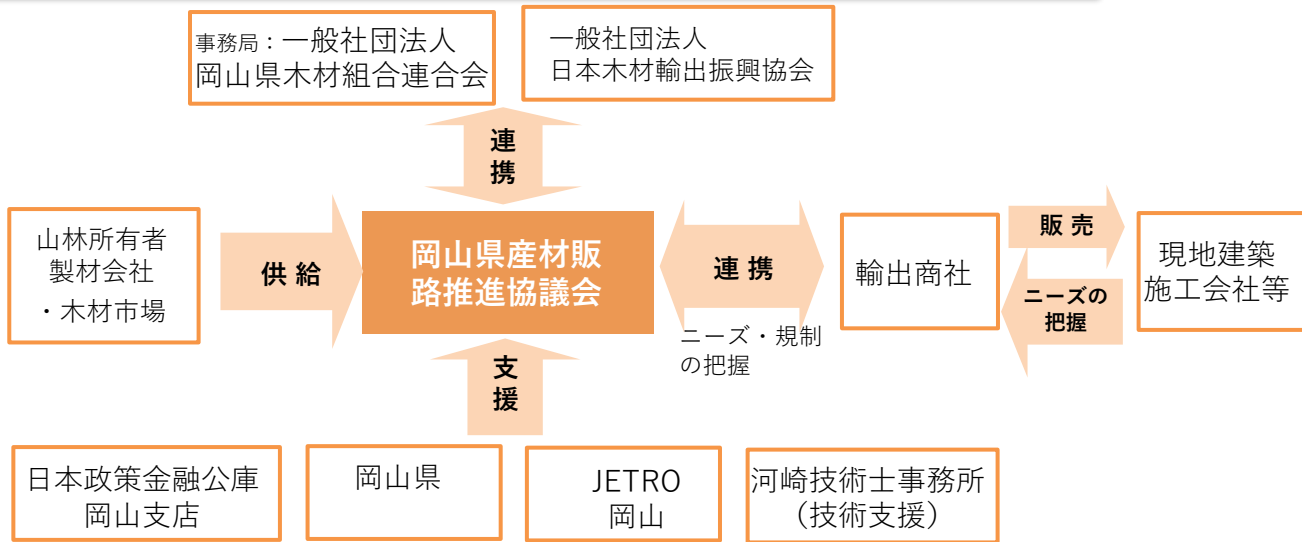 事務局：一般社団法人
岡山県木材組合連合会
一般社団法人
日本木材輸出振興協会
連
携
山林所有者
製材会社
・木材市場
供 給
岡山県産材販
路推進協議会
連 携
ニーズ・規制
の把握
輸出商社
販 売
ニーズの
把握
現地建築
施工会社等
支
援
日本政策金融公庫
岡山支店
岡山県
JETRO
岡山
河崎技術士事務所
（技術支援）